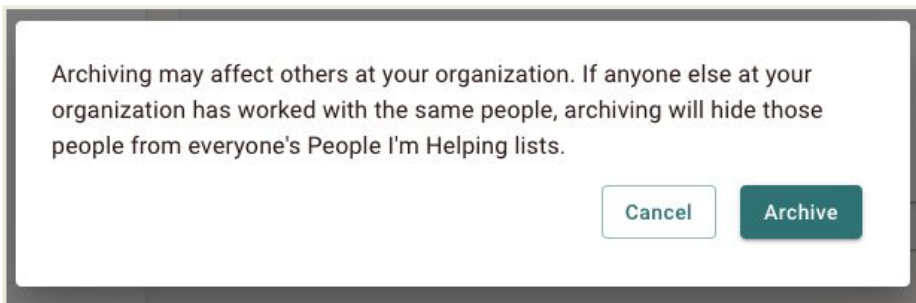 Archiving may affect others at your organization. If anyone else at your
organization has worked with the same people, archiving will hide those
people from everyone's People I'm Helping lists.
Cancel
Archive